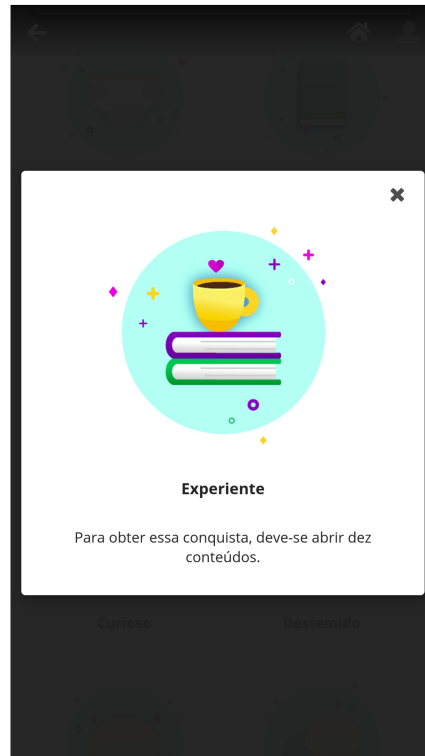 Experiente
Para obter essa conquista, deve-se abrir dez
conteúdos.
Curioso
Destemido